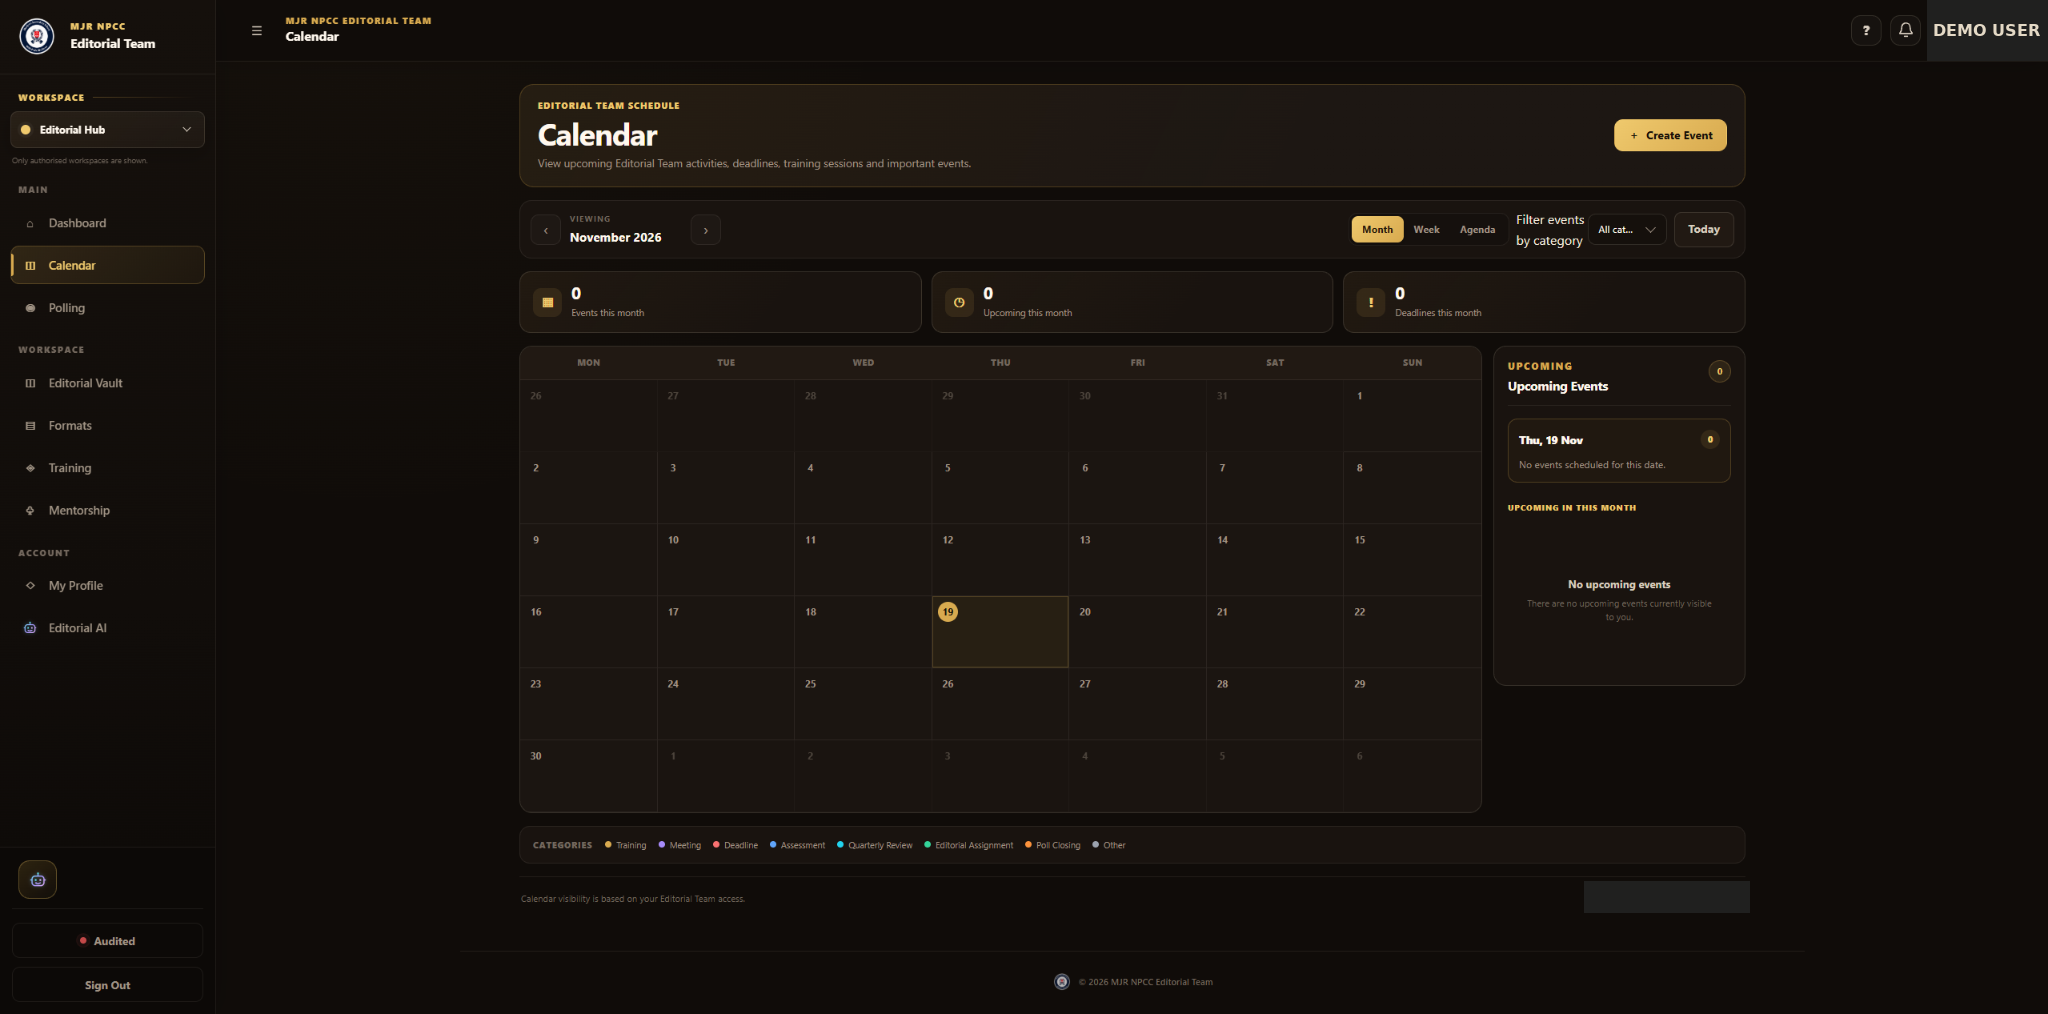 MJR NPCC
Editorial Team
WORKSPACE
Editorial Hub
Only authorised workspaces are shown.
MAIN
Dashboard
Calendar
Polling
WORKSPACE
Editorial Vault
Formats
Training
Mentorship
ACCOUNT
My Profile
Editorial AI
Audited
Sign Out
MJR NPCC EDITORIAL TEAM
Calendar
?
DEMO USER
EDITORIAL TEAM SCHEDULE
Calendar
View upcoming Editorial Team activities, deadlines, training sessions and important events.
+ Create Event
VIEWING
November 2026
Month Week Agenda
Filter events
by category
All cat...
Today
0
Events this month
0
Upcoming this month
!
0
Deadlines this month
MON TUE WED THU FRI SAT SUN
26 27 28 29 30 31 1
2 3 4 5 6 7 8
9 10 11 12 13 14 15
16 17 18 19 20 21 22
23 24 25 26 27 28 29
30 1 2 3 4 5 6
UPCOMING
Upcoming Events
0
Thu, 19 Nov
0
No events scheduled for this date.
UPCOMING IN THIS MONTH
No upcoming events
There are no upcoming events currently visible
to you.
CATEGORIES Training Meeting Deadline Assessment Quarterly Review Editorial Assignment Poll Closing Other
Calendar visibility is based on your Editorial Team access.
© 2026 MJR NPCC Editorial Team